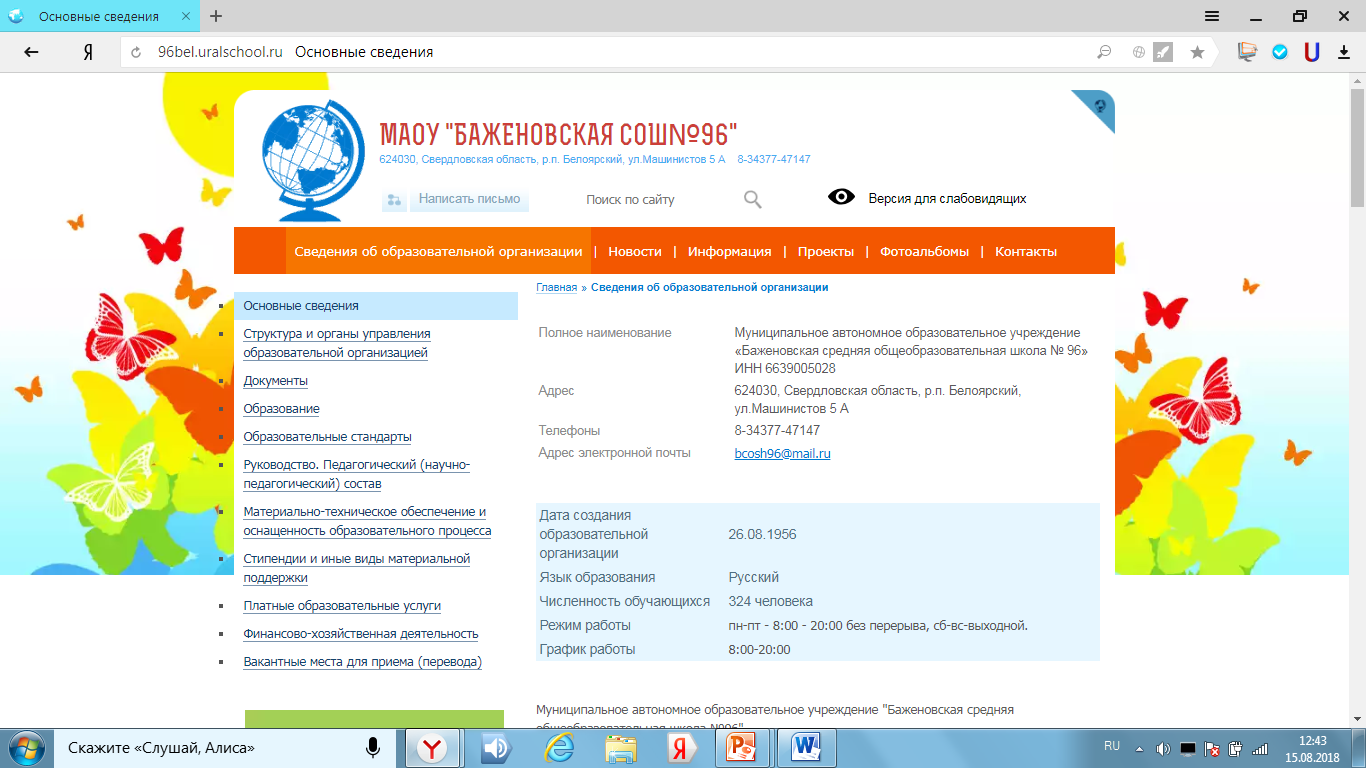 Основные сведения
96bel.uralschool.ru Основные сведения
МАОУ "БАЖЕНОВСКАЯ СОШ№96"
624030, Свердловская область, р.п. Белоярский, ул.Машинистов 5 А 8-34377-47147
Написать письмо
Поиск по сайту
Версия для слабовидящих
Сведения об образовательной организации | Новости | Информация | Проекты | Фотоальбомы | Контакты
Основные сведения
Структура и органы управления
образовательной организацией
Документы
Образование
Образовательные стандарты
Руководство. Педагогический (научно-
педагогический) состав
Материально-техническое обеспечение и
оснащенность образовательного процесса
Стипендии и иные виды материальной
поддержки
Платные образовательные услуги
Финансово-хозяйственная деятельность
Вакантные места для приема (перевода)
Главная » Сведения об образовательной организации
Полное наименование Муниципальное автономное образовательное учреждение
«Баженовская средняя общеобразовательная школа № 96»
ИНН 6639005028
Адрес 624030, Свердловская область, р.п. Белоярский,
ул.Машинистов 5 А
Телефоны 8-34377-47147
Адрес электронной почты bcosh96@mail.ru
Дата создания
образовательной 26.08.1956
организации
Язык образования Русский
Численность обучающихся 324 человека
Режим работы пн-пт - 8:00 - 20:00 без перерыва, сб-вс-выходной.
График работы 8:00-20:00
Муниципальное автономное образовательное учреждение "Баженовская средняя
общеобразовательная школа №96"
Скажите «Слушай, Алиса»
RU
12:43
15.08.2018